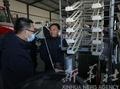 新华社
XINHUA NEWS AGENCY